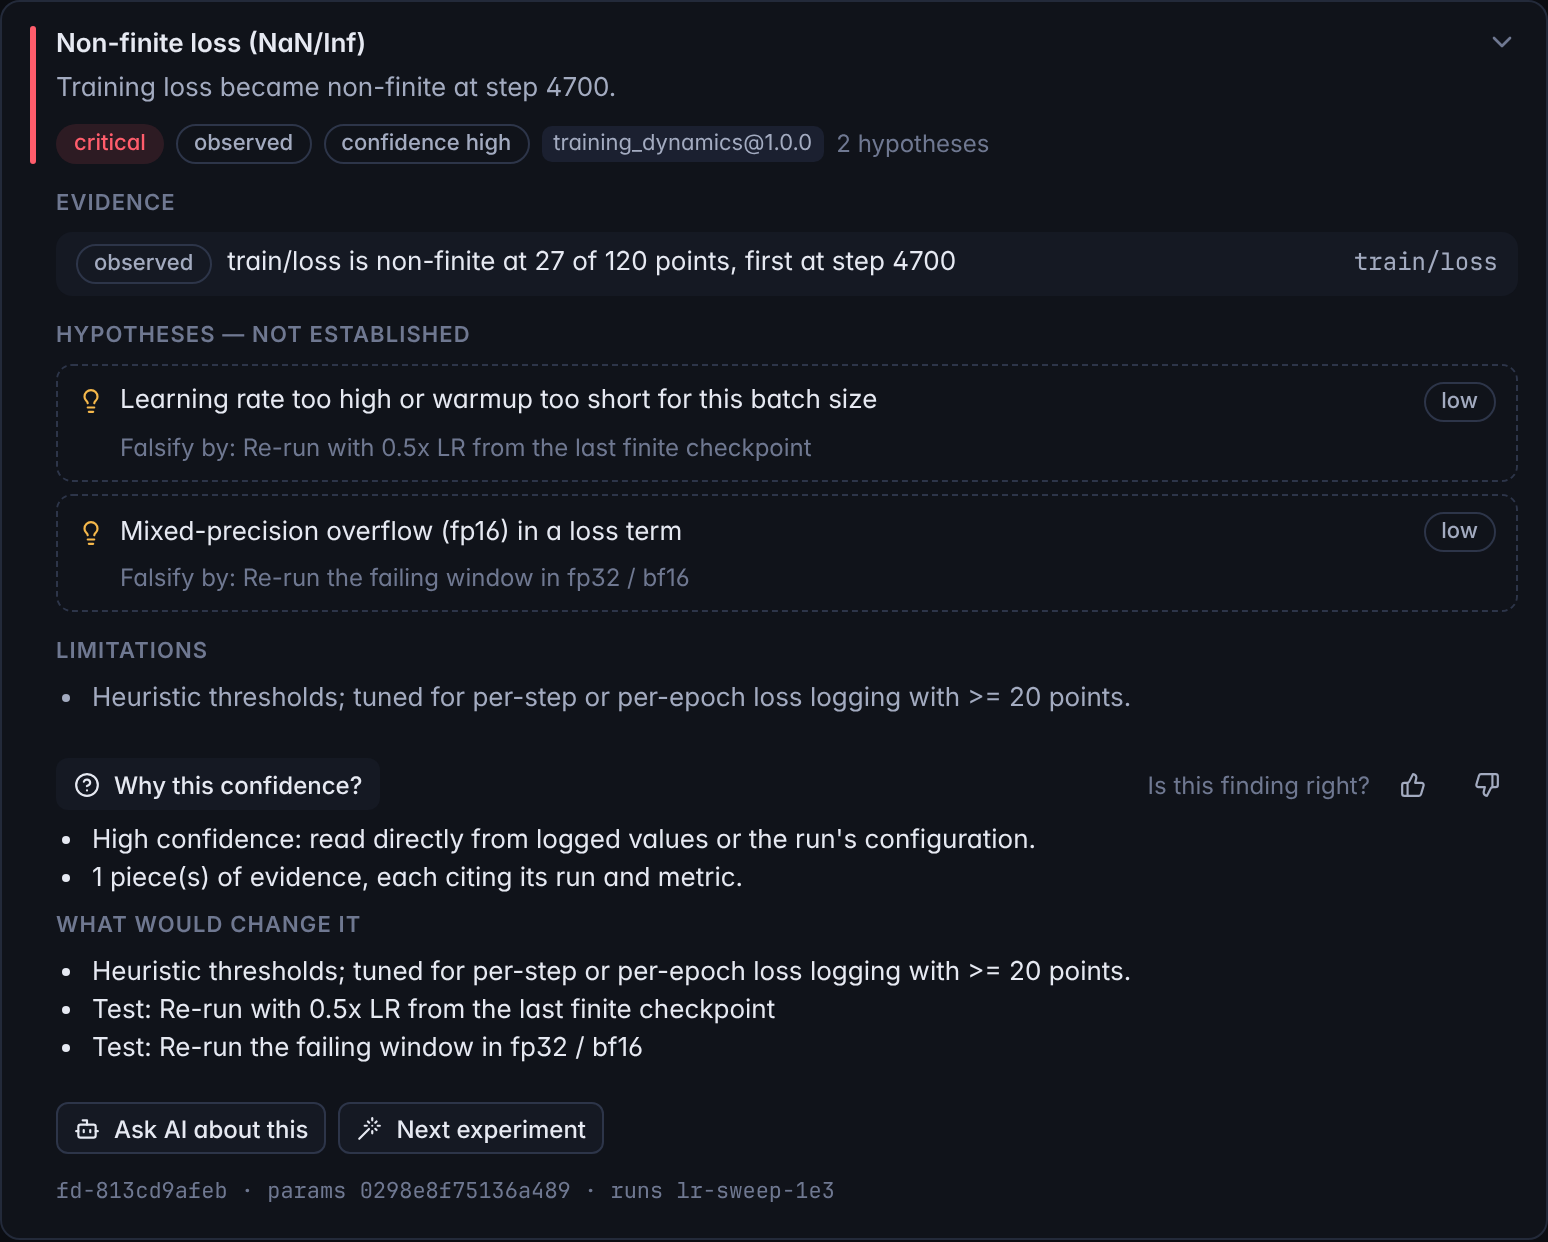 Non-finite loss (NaN/Inf)
Training loss became non-finite at step 4700.
critical observed confidence high training_dynamics@1.0.0 2 hypotheses
EVIDENCE
observed train/loss is non-finite at 27 of 120 points, first at step 4700 train/loss
HYPOTHESES — NOT ESTABLISHED
Learning rate too high or warmup too short for this batch size low
Falsify by: Re-run with 0.5x LR from the last finite checkpoint
Mixed-precision overflow (fp16) in a loss term low
Falsify by: Re-run the failing window in fp32 / bf16
LIMITATIONS
• Heuristic thresholds; tuned for per-step or per-epoch loss logging with >= 20 points.
Why this confidence? Is this finding right?
• High confidence: read directly from logged values or the run's configuration.
• 1 piece(s) of evidence, each citing its run and metric.
WHAT WOULD CHANGE IT
• Heuristic thresholds; tuned for per-step or per-epoch loss logging with >= 20 points.
• Test: Re-run with 0.5x LR from the last finite checkpoint
• Test: Re-run the failing window in fp32 / bf16
Ask AI about this Next experiment
fd-813cd9afeb · params 0298e8f75136a489 · runs lr-sweep-1e3